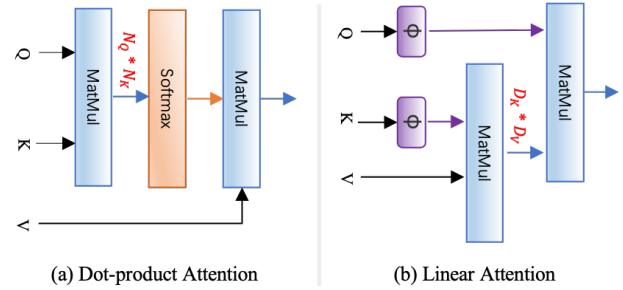 Q
K
V
MatMul
N_Q * N_K
Softmax
MatMul
(a) Dot-product Attention
Q
K
V
ϕ
ϕ
MatMul
D_K * D_V
MatMul
(b) Linear Attention